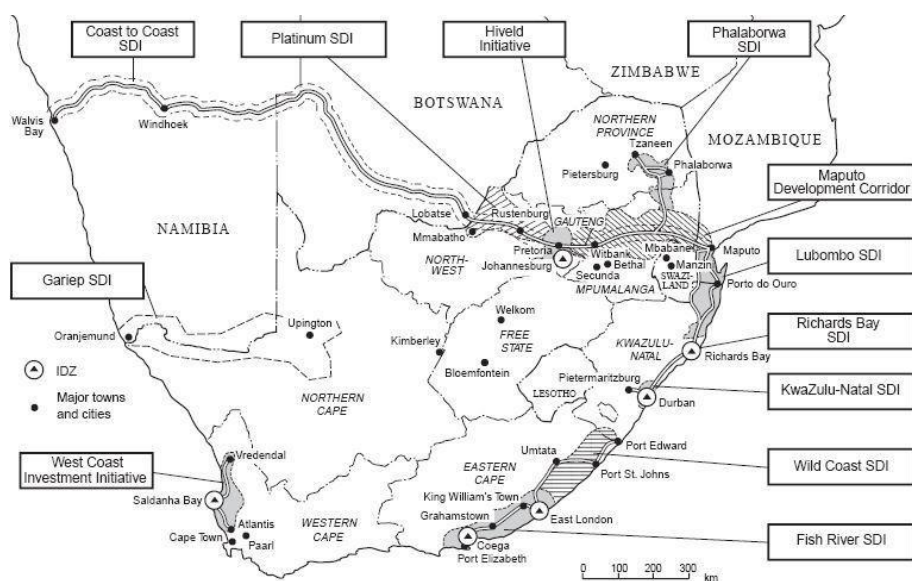 Coast to Coast
SDI
Platinum SDI
Hiveld
Initiative
Phalaborwa
SDI
ZIMBABWE
BOTSWANA
Walvis
Bay
Windhoek
NORTHERN
PROVINCE
Tzaneen
MOZAMBIQUE
Pietersburg
Phalaborwa
Maputo
Development Corridor
NAMIBIA
Lobatse
Rustenburg
GAUTENG
Mmabatho
Pretoria
Witbank
Mbabane
Maputo
NORTH-
WEST
Johannesburg
Bethal
Manzin
Secunda
SWAZI-
LAND
MPUMALANGA
Lubombo SDI
Porto do Ouro
Gariep SDI
Welkom
Oranjemund
Upington
Kimberley
FREE
STATE
KWAZULU-
NATAL
Richards Bay
SDI
Richards Bay
IDZ
Bloemfontein
Pietermaritzburg
LESOTHO
KwaZulu-Natal SDI
Durban
Major towns
and cities
NORTHERN
CAPE
West Coast
Investment Initiative
Vredendal
Umtata
Port Edward
EASTERN
CAPE
Port St. Johns
Wild Coast SDI
Saldanha Bay
King William's Town
Grahamstown
East London
Atlantis
WESTERN
CAPE
Cape Town
Paarl
Coega
Port Elizabeth
Fish River SDI
0 100 200 300
km